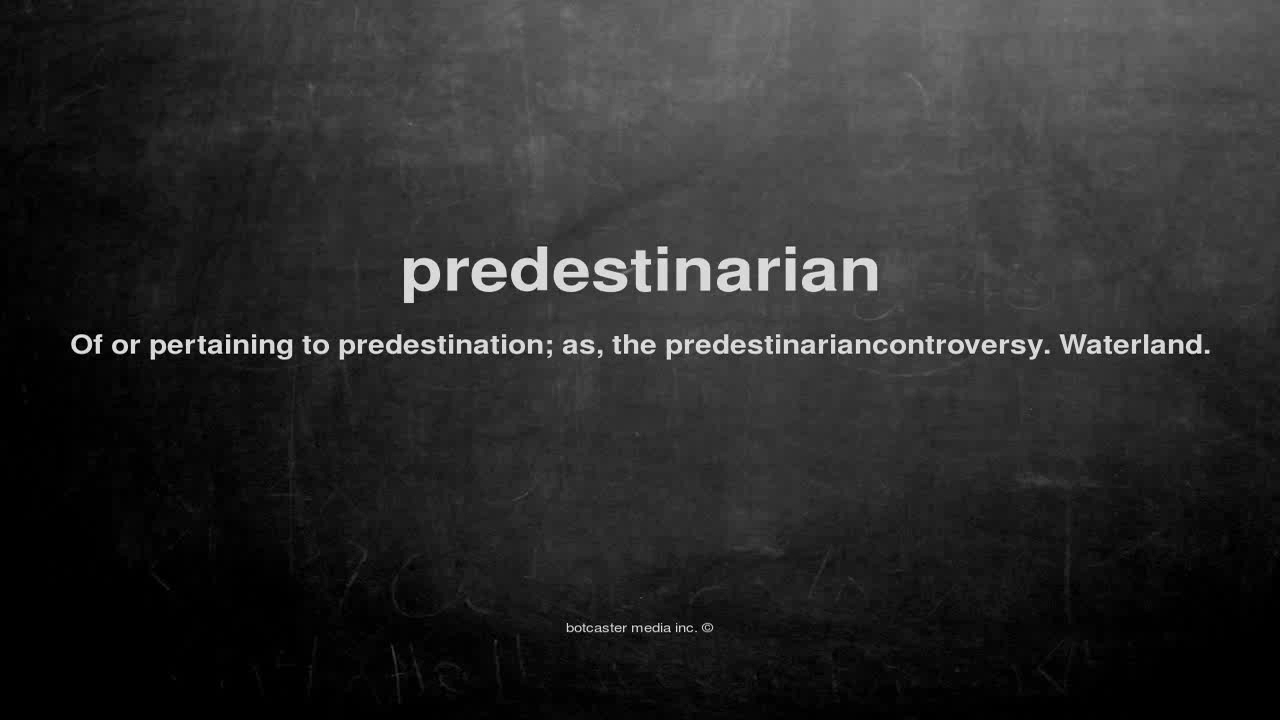 predestinarian
Of or pertaining to predestination; as, the predestinariancontroversy. Waterland.
botcaster media inc. ©